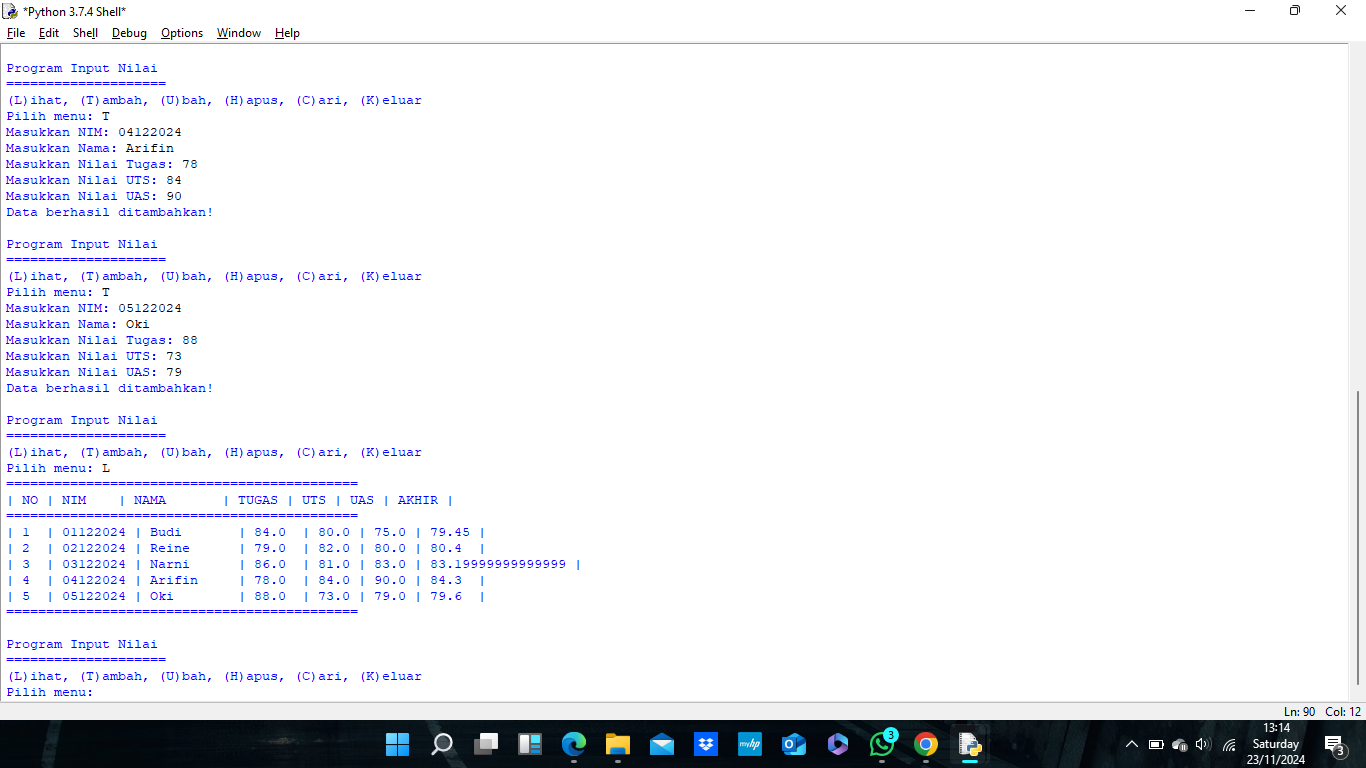 *Python 3.7.4 Shell*
File Edit Shell Debug Options Window Help
Program Input Nilai
====================
(L)ihat, (T)ambah, (U)bah, (H)apus, (C)ari, (K)eluar
Pilih menu: T
Masukkan NIM: 04122024
Masukkan Nama: Arifin
Masukkan Nilai Tugas: 78
Masukkan Nilai UTS: 84
Masukkan Nilai UAS: 90
Data berhasil ditambahkan!
Program Input Nilai
====================
(L)ihat, (T)ambah, (U)bah, (H)apus, (C)ari, (K)eluar
Pilih menu: T
Masukkan NIM: 05122024
Masukkan Nama: Oki
Masukkan Nilai Tugas: 88
Masukkan Nilai UTS: 73
Masukkan Nilai UAS: 79
Data berhasil ditambahkan!
Program Input Nilai
====================
(L)ihat, (T)ambah, (U)bah, (H)apus, (C)ari, (K)eluar
Pilih menu: L
============================================
| NO | NIM    | NAMA       | TUGAS | UTS | UAS | AKHIR |
============================================
| 1  | 01122024 | Budi       | 84.0  | 80.0 | 75.0 | 79.45 |
| 2  | 02122024 | Reine      | 79.0  | 82.0 | 80.0 | 80.4  |
| 3  | 03122024 | Narni      | 86.0  | 81.0 | 83.0 | 83.19999999999999 |
| 4  | 04122024 | Arifin     | 78.0  | 84.0 | 90.0 | 84.3  |
| 5  | 05122024 | Oki        | 88.0  | 73.0 | 79.0 | 79.6  |
============================================
Program Input Nilai
====================
(L)ihat, (T)ambah, (U)bah, (H)apus, (C)ari, (K)eluar
Pilih menu:
Ln: 90 Col: 12
myhp
3
13:14
Saturday
23/11/2024
3